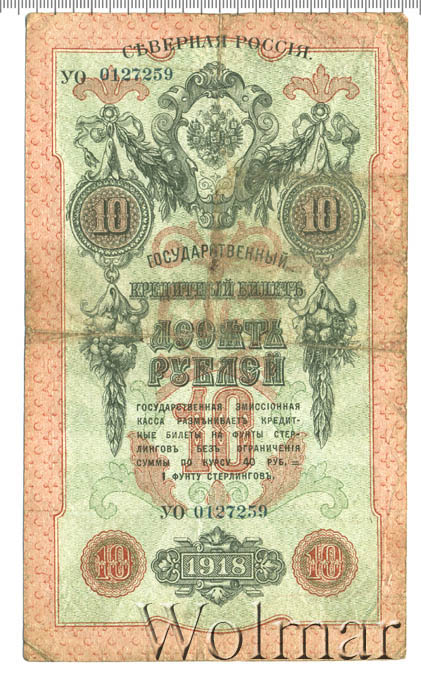 СѢВЕРНАЯ РОССІЯ.
УО 0127259
10 10
ГОСУДАРСТВЕННЫЙ
КРЕДИТНЫЙ БИЛЕТЪ
ДЕСЯТЬ
РУБЛЕЙ
10
ГОСУДАРСТВЕННАЯ ЭМИССІОННАЯ
КАССА РАЗМѢНИВАЕТЪ КРЕДИТ-
НЫЕ БИЛЕТЫ НА ФУНТЫ СТЕР-
ЛИНГОВЪ БЕЗЪ ОГРАНИЧЕНІЯ
СУММЫ ПО КУРСУ 40 РУБ. =
1 ФУНТУ СТЕРЛИНГОВЪ.
УО 0127259
10 1918 10
Wolmar